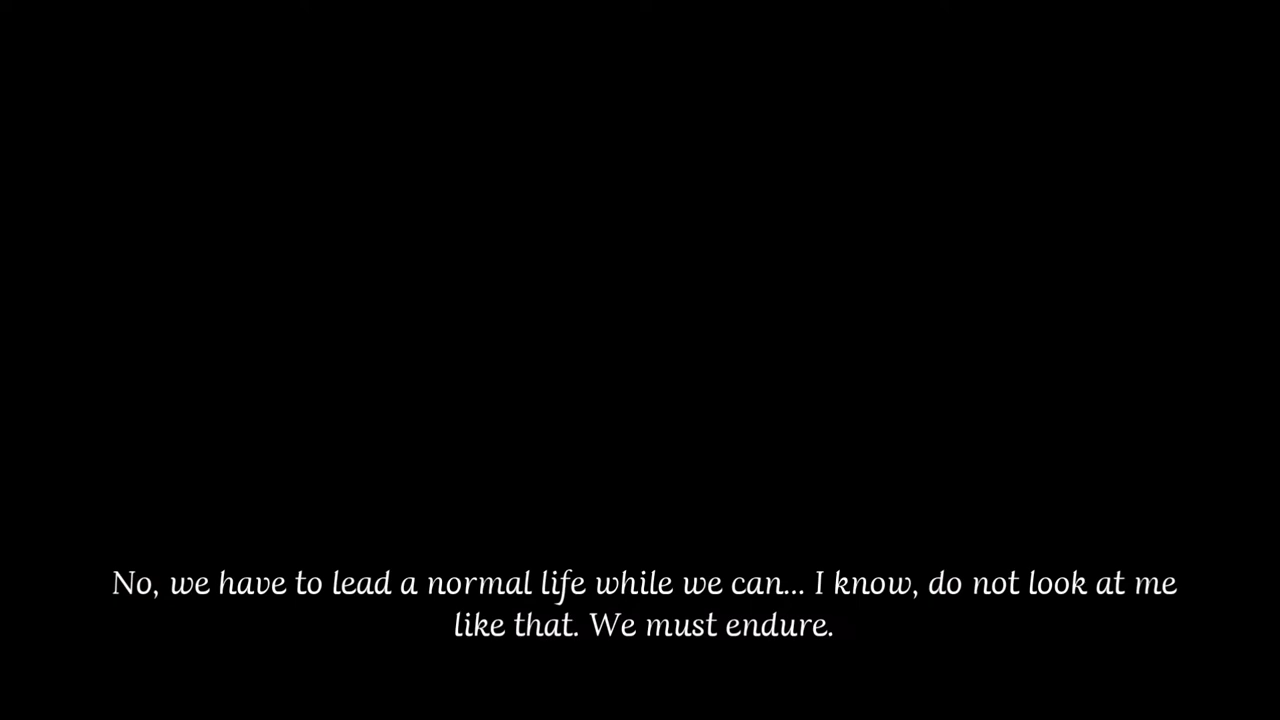 No, we have to lead a normal life while we can... I know, do not look at me
like that. We must endure.